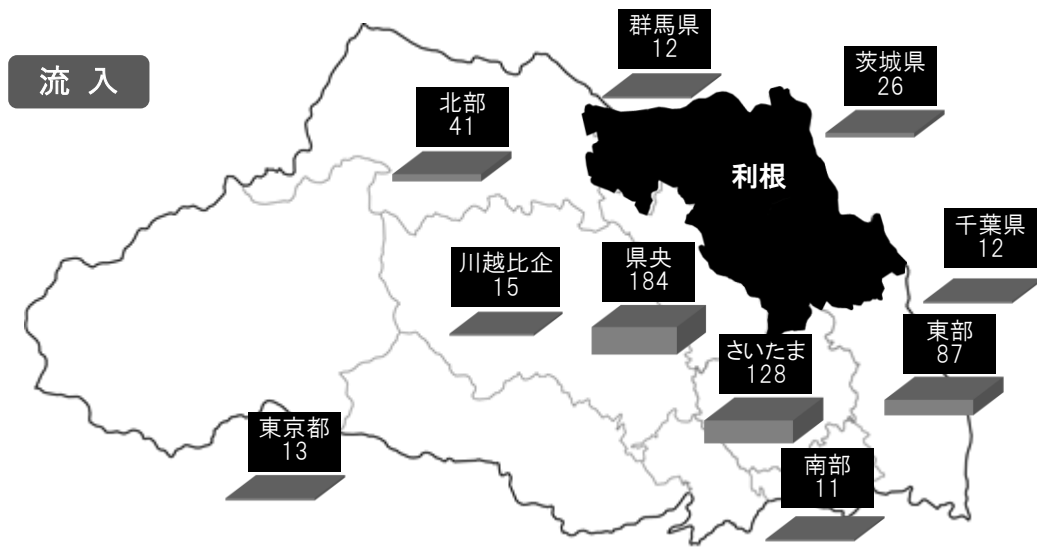 流 入
群馬県
12
茨城県
26
北部
41
利根
千葉県
12
川越比企
15
県央
184
さいたま
128
東部
87
東京都
13
南部
11